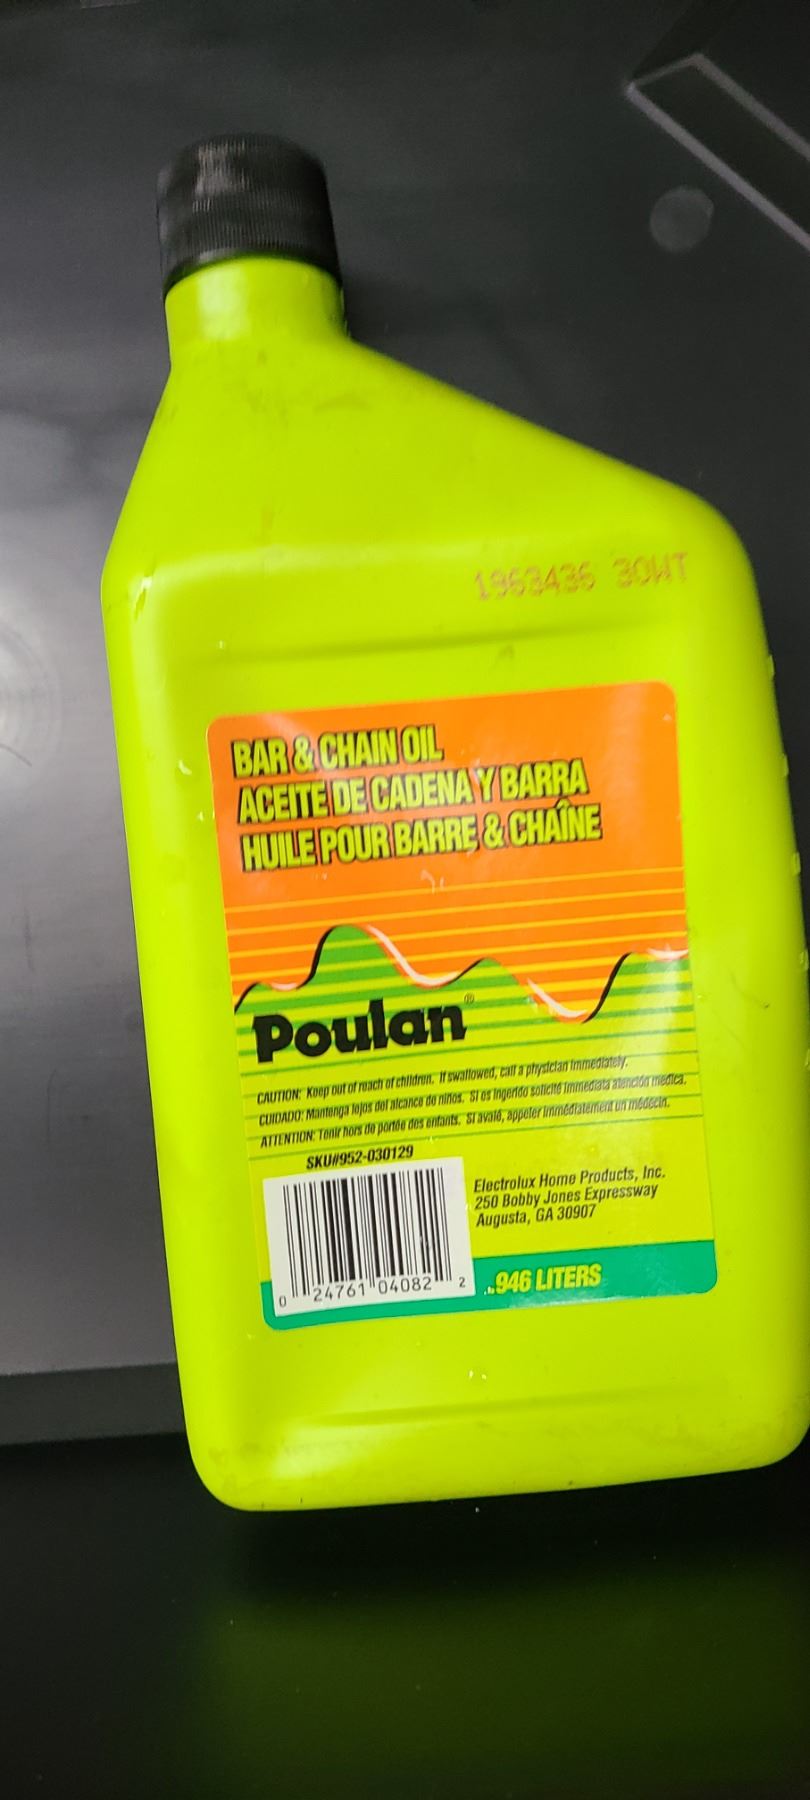 1963436 30WT
BAR & CHAIN OIL
ACEITE DE CADENA Y BARRA
HUILE POUR BARRE & CHAÎNE
Poulan®
CAUTION: Keep out of reach of children. If swallowed, call a physician immediately.
CUIDADO: Mantenga lejos del alcance de niños. Si es ingerido solicite immediata atención medica.
ATTENTION: Tenir hors de portée des enfants. Si avalé, appeler immédiatement un médecin.
SKU#952-030129
Electrolux Home Products, Inc.
250 Bobby Jones Expressway
Augusta, GA 30907
0 24761 04082 2
.946 LITERS